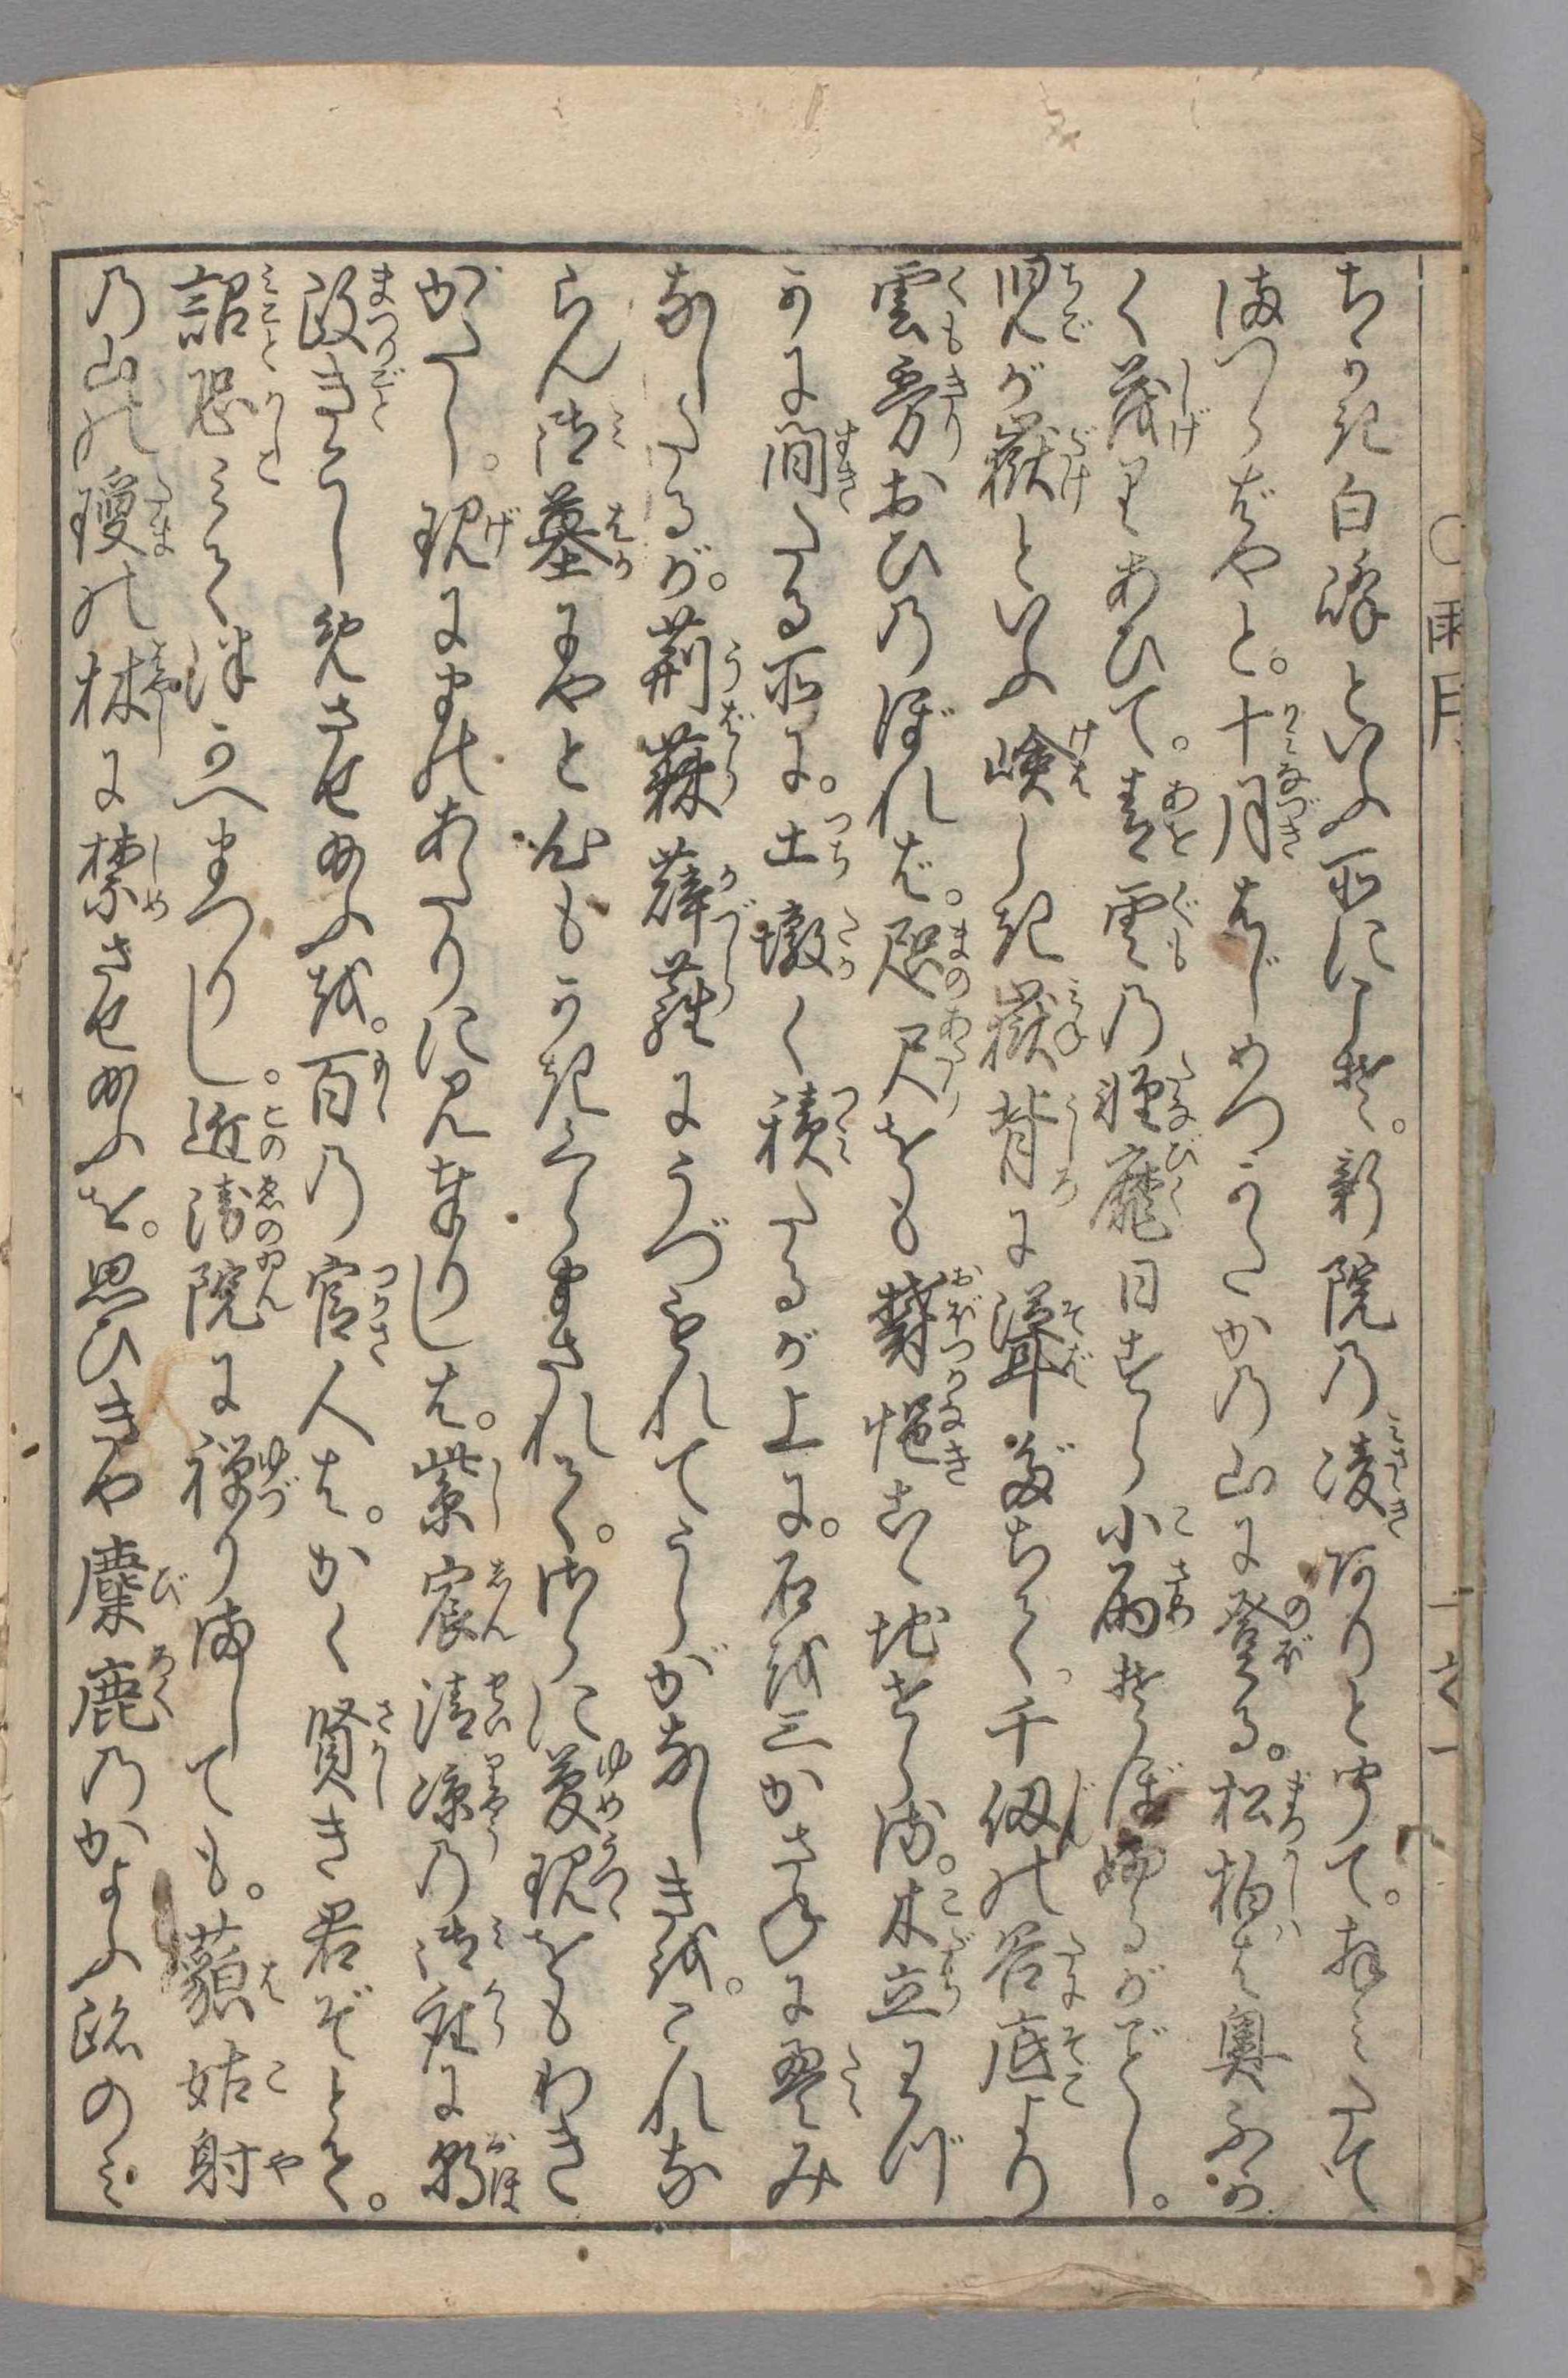 ちかき白峯といふ所にこそ。新院の陵ありと聞て。拝みたて
まつらばやと。十月はじめつかたかの山に登る。松柏は奥ふか
く茂りあひて。青雲の軽靡日すら小雨そぼふるがごとし。
児が嶽といふ嶮しき嶽背に聳だちて。千仞の谷底より
雲霧おひのぼれば。咫尺をも鬱悒きこゝ地せらる。木立わづ
かに間たる所に。土墩く積たるが上に。石を三かさねに畳み
なしたるが。荊蕀薜蘿にうづもれてうらがなしきを。これな
らん御墓にやと心もかきくらまされて。さらに夢現をもわき
がたし。現にまのあたりに見奉りしは。紫宸清涼の御座に朝
政きこしめさせ給ふを。百の官人は。かく賢き君ぞとて。
詔恐みてつかへまつりし。近衛院に禅りましても。藐姑射
の山の瓊の林に禁させ給ふを。思ひきや麋鹿のかよふ跡のみ
〇雨月
一之一